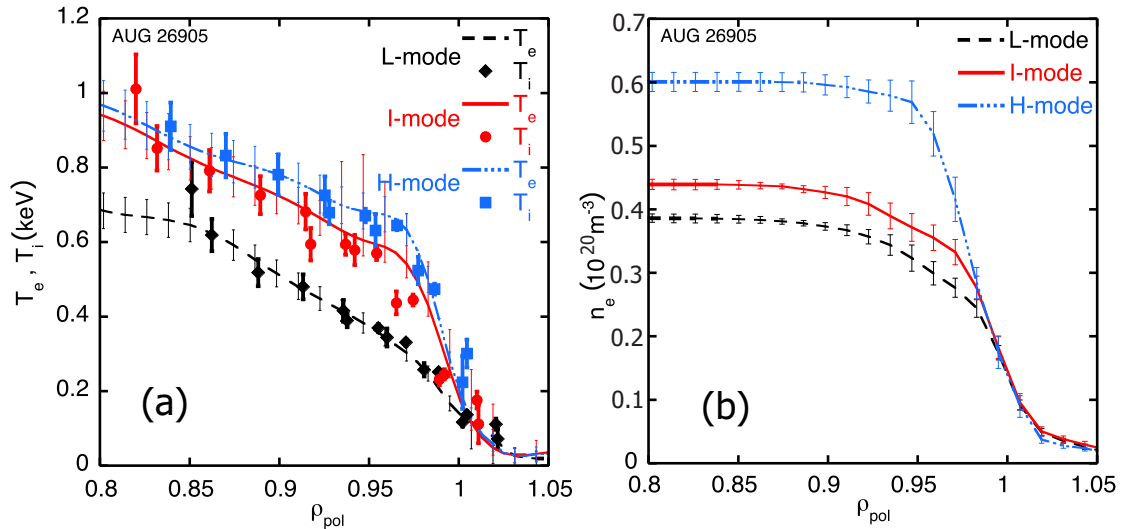 AUG 26905
T_e
L-mode
T_i
T_e
I-mode
T_i
T_e
H-mode
T_i
(a)
1.2
1
0.8
0.6
0.4
0.2
0
T_e , T_i (keV)
0.8 0.85 0.9 0.95 1 1.05
ρ_pol
AUG 26905
L-mode
I-mode
H-mode
(b)
0.7
0.6
0.5
0.4
0.3
0.2
0.1
0
n_e (10^20 m^-3)
0.8 0.85 0.9 0.95 1 1.05
ρ_pol